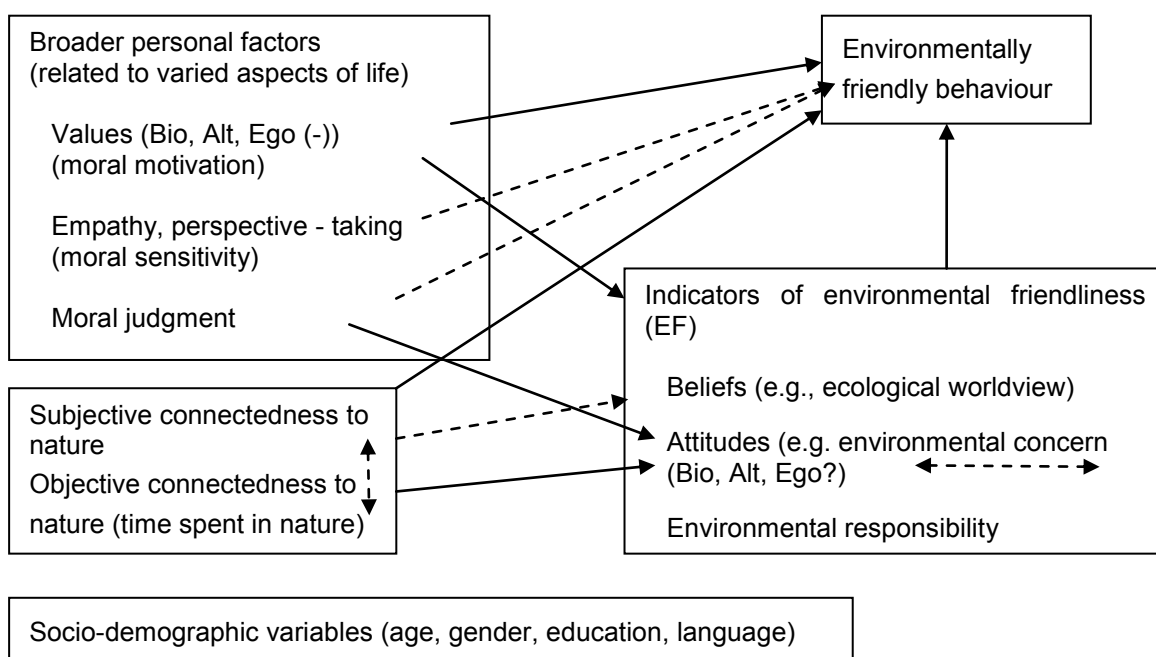 Broader personal factors
(related to varied aspects of life)
Values (Bio, Alt, Ego (-))
(moral motivation)
Empathy, perspective - taking
(moral sensitivity)
Moral judgment
Environmentally
friendly behaviour
Subjective connectedness to
nature
Objective connectedness to
nature (time spent in nature)
Indicators of environmental friendliness
(EF)
Beliefs (e.g., ecological worldview)
Attitudes (e.g. environmental concern
(Bio, Alt, Ego?)
Environmental responsibility
Socio-demographic variables (age, gender, education, language)